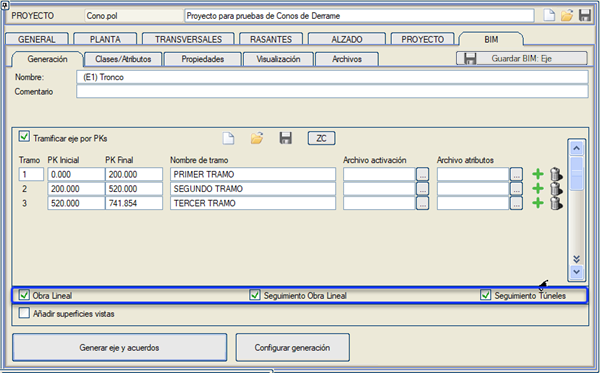 PROYECTO Cono.pol Proyecto para pruebas de Conos de Derrame
GENERAL PLANTA TRANSVERSALES RASANTES ALZADO PROYECTO BIM
Generación Clases/Atributos Propiedades Visualización Archivos Guardar BIM: Eje
Nombre: (E1) Tronco
Comentario
Tramificar eje por PKs ZC
Tramo PK Inicial PK Final Nombre de tramo Archivo activación Archivo atributos
1 0.000 200.000 PRIMER TRAMO ... ...
2 200.000 520.000 SEGUNDO TRAMO ... ...
3 520.000 741.854 TERCER TRAMO ... ...
Obra Lineal Seguimiento Obra Lineal Seguimiento Túneles
Añadir superficies vistas
Generar eje y acuerdos Configurar generación